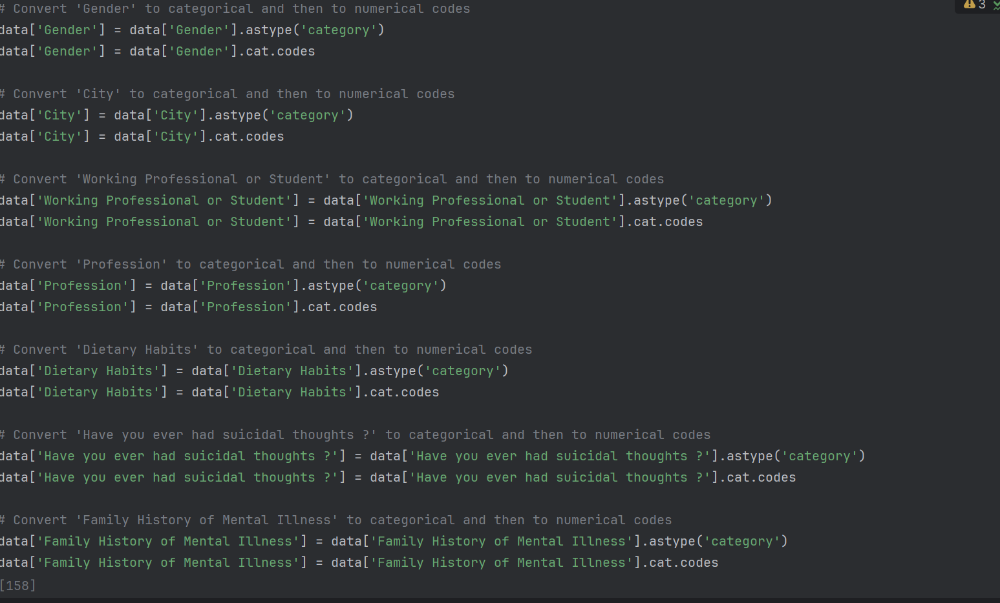 # Convert 'Gender' to categorical and then to numerical codes
3
data['Gender'] = data['Gender'].astype('category')
data['Gender'] = data['Gender'].cat.codes
# Convert 'City' to categorical and then to numerical codes
data['City'] = data['City'].astype('category')
data['City'] = data['City'].cat.codes
# Convert 'Working Professional or Student' to categorical and then to numerical codes
data['Working Professional or Student'] = data['Working Professional or Student'].astype('category')
data['Working Professional or Student'] = data['Working Professional or Student'].cat.codes
# Convert 'Profession' to categorical and then to numerical codes
data['Profession'] = data['Profession'].astype('category')
data['Profession'] = data['Profession'].cat.codes
# Convert 'Dietary Habits' to categorical and then to numerical codes
data['Dietary Habits'] = data['Dietary Habits'].astype('category')
data['Dietary Habits'] = data['Dietary Habits'].cat.codes
# Convert 'Have you ever had suicidal thoughts ?' to categorical and then to numerical codes
data['Have you ever had suicidal thoughts ?'] = data['Have you ever had suicidal thoughts ?'].astype('category')
data['Have you ever had suicidal thoughts ?'] = data['Have you ever had suicidal thoughts ?'].cat.codes
# Convert 'Family History of Mental Illness' to categorical and then to numerical codes
data['Family History of Mental Illness'] = data['Family History of Mental Illness'].astype('category')
data['Family History of Mental Illness'] = data['Family History of Mental Illness'].cat.codes
[158]